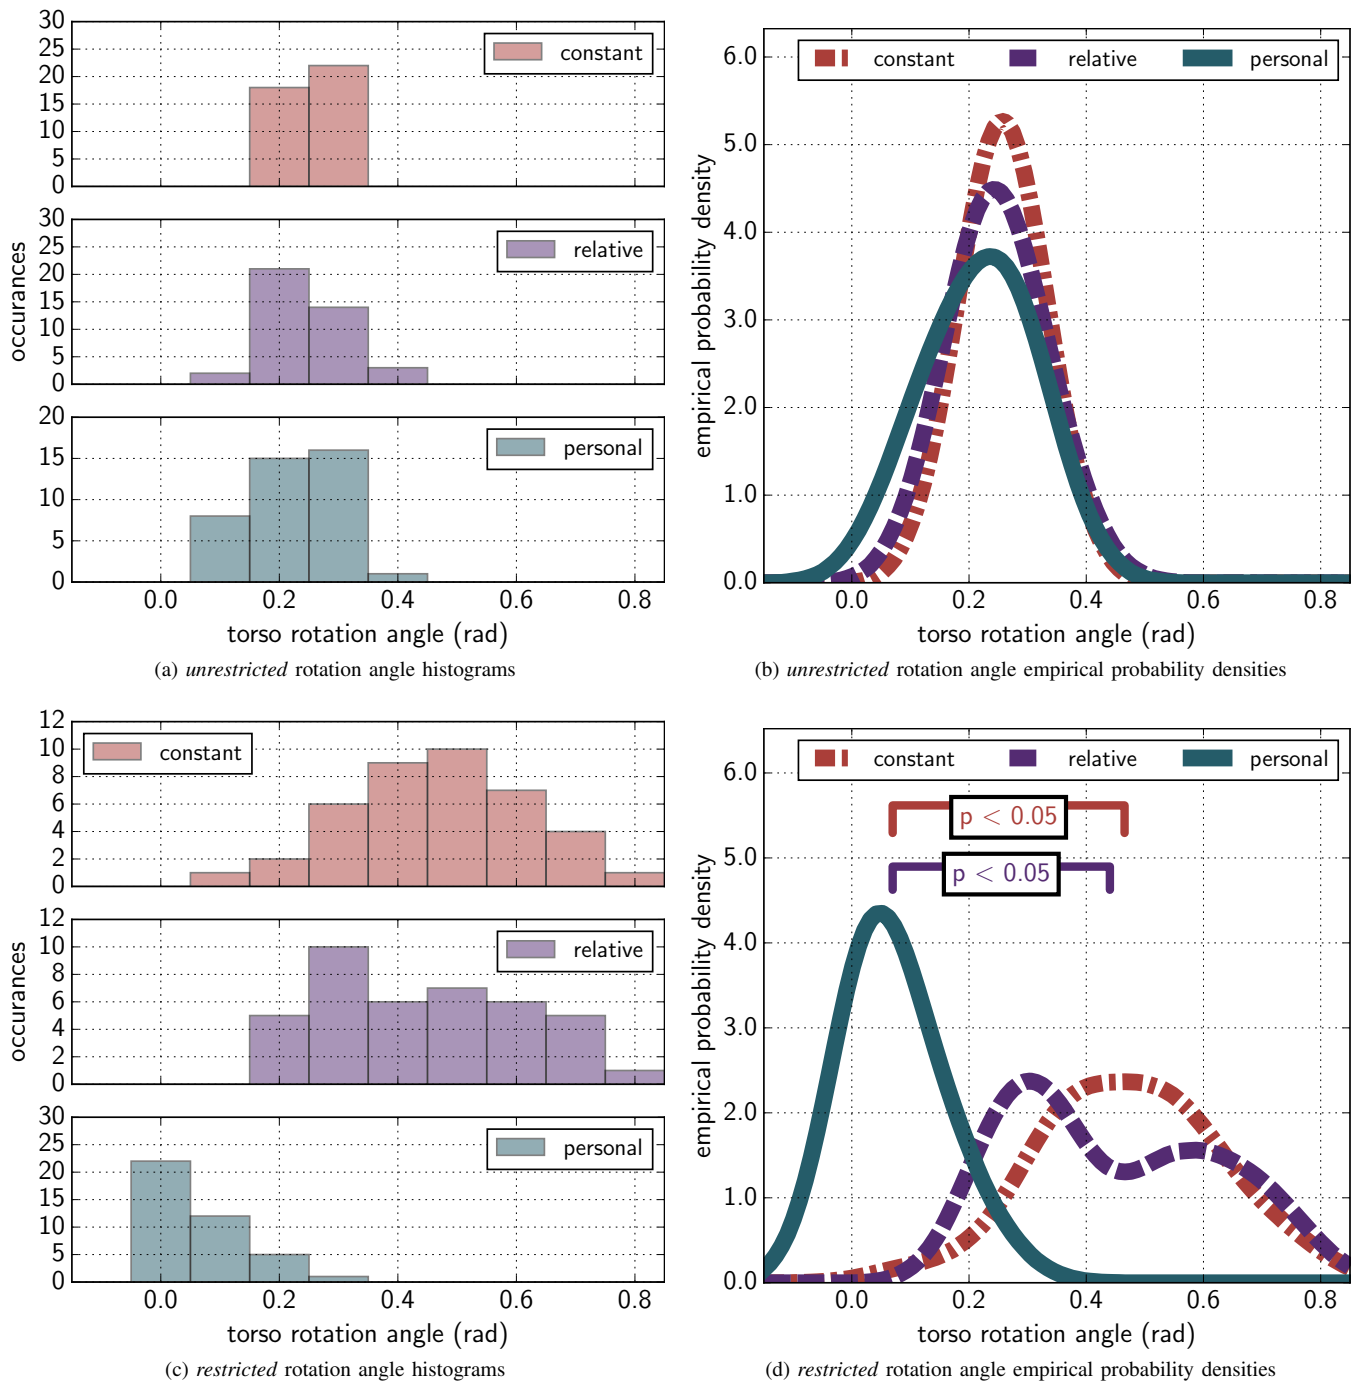 30
25
20
15
10
5
0
constant
30
25
20
15
10
5
0
relative
occurances
20
15
10
5
0
personal
0.0 0.2 0.4 0.6 0.8
torso rotation angle (rad)
(a) unrestricted rotation angle histograms
6.0
5.0
4.0
3.0
2.0
1.0
0.0
constant relative personal
empirical probability density
0.0 0.2 0.4 0.6 0.8
torso rotation angle (rad)
(b) unrestricted rotation angle empirical probability densities
12
10
8
6
4
2
0
constant
12
10
8
6
4
2
0
relative
occurances
30
25
20
15
10
5
0
personal
0.0 0.2 0.4 0.6 0.8
torso rotation angle (rad)
(c) restricted rotation angle histograms
6.0
5.0
4.0
3.0
2.0
1.0
0.0
constant relative personal
p < 0.05
p < 0.05
empirical probability density
0.0 0.2 0.4 0.6 0.8
torso rotation angle (rad)
(d) restricted rotation angle empirical probability densities